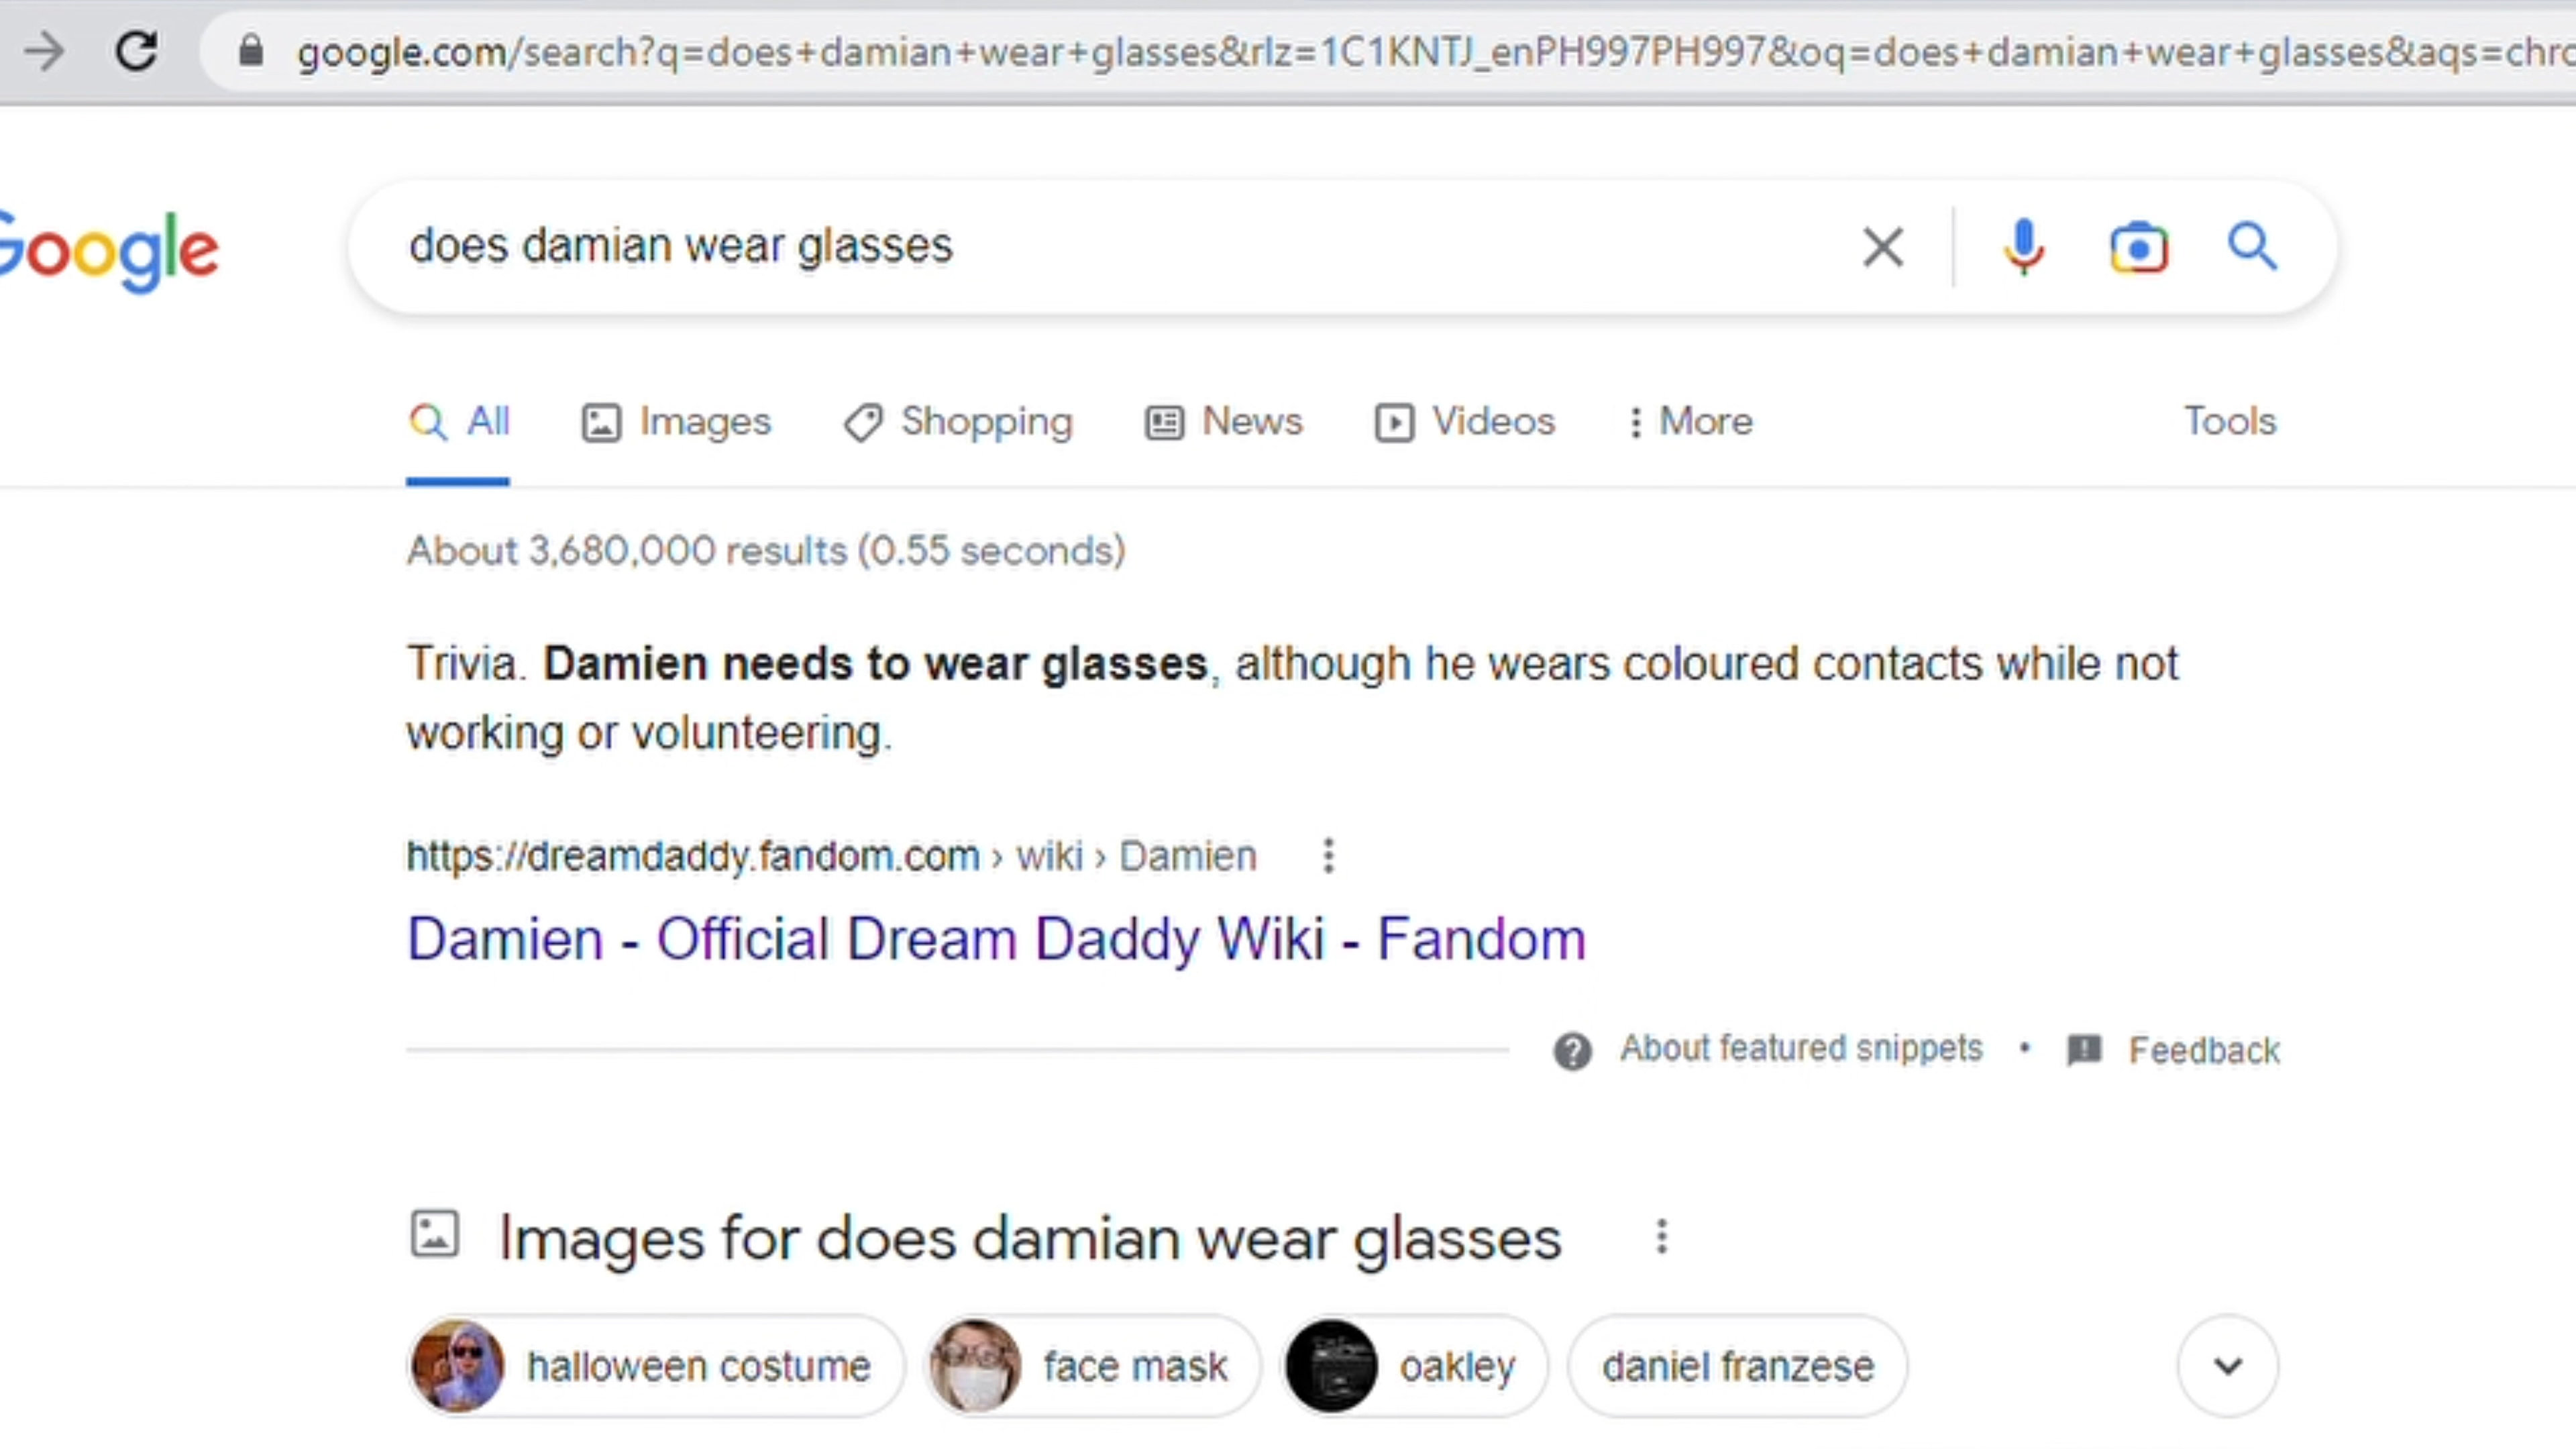 google.com/search?q=does+damian+wear+glasses&rlz=1C1KNTJ_enPH997PH997&oq=does+damian+wear+glasses&aqs=chro
Google
does damian wear glasses
All Images Shopping News Videos More Tools
About 3,680,000 results (0.55 seconds)
Trivia. Damien needs to wear glasses, although he wears coloured contacts while not
working or volunteering.
https://dreamdaddy.fandom.com › wiki › Damien
Damien - Official Dream Daddy Wiki - Fandom
About featured snippets • Feedback
Images for does damian wear glasses
halloween costume face mask oakley daniel franzese